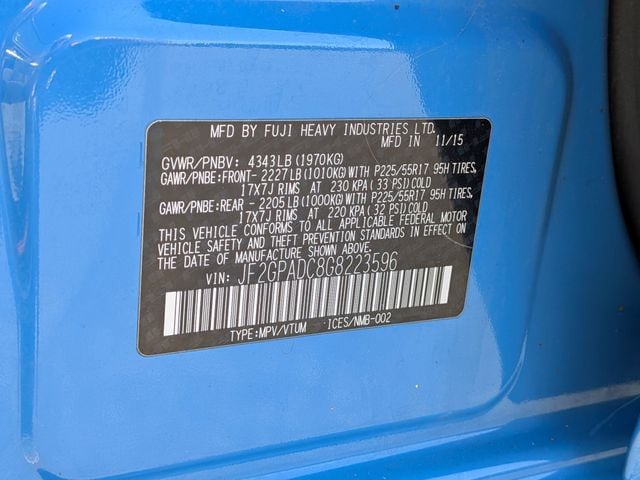 MFD BY FUJI HEAVY INDUSTRIES LTD.
MFD IN 11/15
GVWR/PNBV: 4343LB(1970KG)
GAWR/PNBE:FRONT- 2227LB(1010KG)WITH P225/55R17 95H TIRES,
17X7J RIMS AT 230 KPA(33 PSI)COLD
GAWR/PNBE:REAR - 2205LB(1000KG)WITH P225/55R17 95H TIRES,
17X7J RIMS AT 220 KPA(32 PSI)COLD
THIS VEHICLE CONFORMS TO ALL APPLICABLE FEDERAL MOTOR
VEHICLE SAFETY AND THEFT PREVENTION STANDARDS IN EFFECT ON
THE DATE OF MANUFACTURE SHOWN ABOVE.
VIN: JF2GPADC8G8223596
TYPE:MPV/VTUM ICES/NMB-002